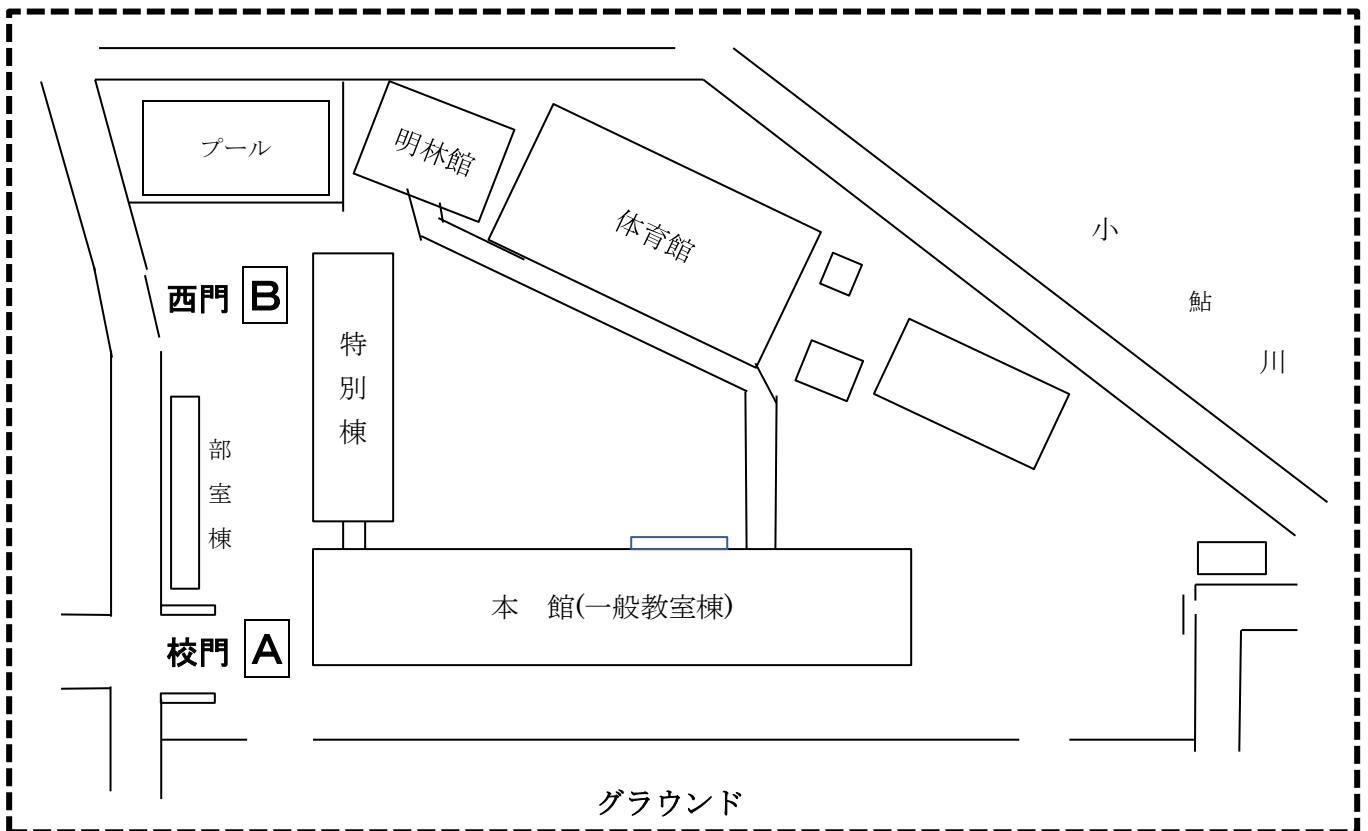 プール
明林館
体育館
小鮎川
西門 B
特別棟
部室棟
本 館(一般教室棟)
校門 A
グラウンド